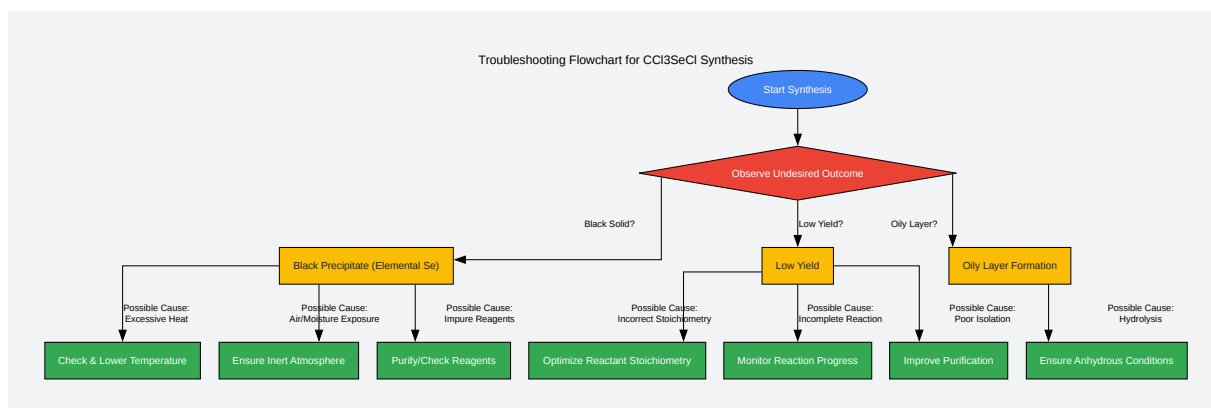 Troubleshooting Flowchart for CCl3SeCl Synthesis
Start Synthesis
Observe Undesired Outcome
Black Solid?
Low Yield?
Oily Layer?
Black Precipitate (Elemental Se)
Low Yield
Oily Layer Formation
Possible Cause:
Excessive Heat
Possible Cause:
Air/Moisture Exposure
Possible Cause:
Impure Reagents
Possible Cause:
Incorrect Stoichiometry
Possible Cause:
Incomplete Reaction
Possible Cause:
Poor Isolation
Possible Cause:
Hydrolysis
Check & Lower Temperature
Ensure Inert Atmosphere
Purify/Check Reagents
Optimize Reactant Stoichiometry
Monitor Reaction Progress
Improve Purification
Ensure Anhydrous Conditions